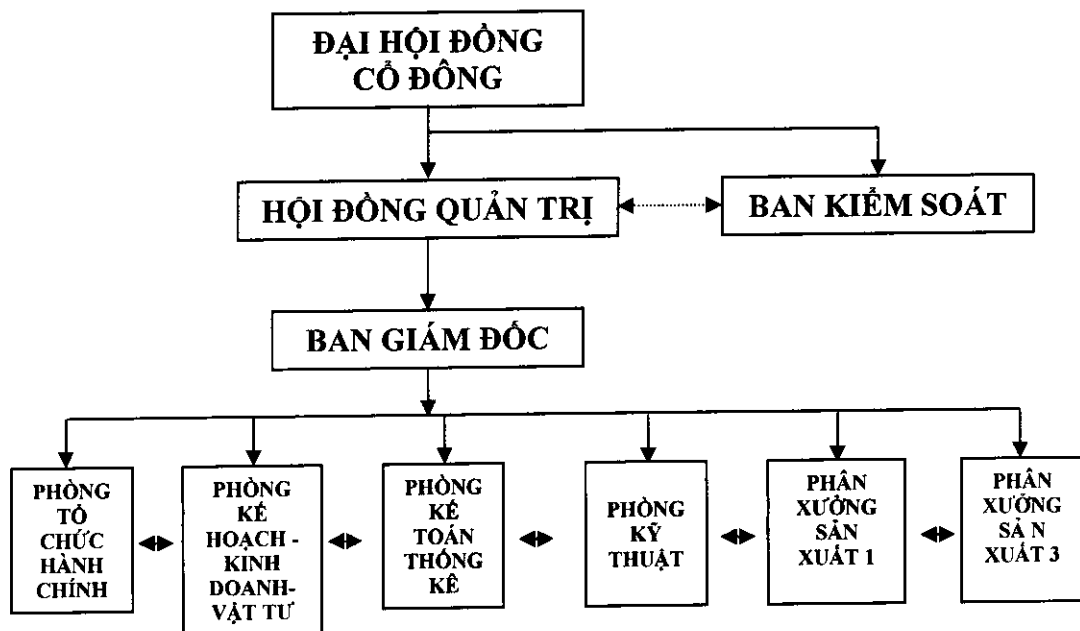 ĐẠI HỘI ĐỒNG
CỔ ĐÔNG
HỘI ĐỒNG QUẢN TRỊ
BAN KIỂM SOÁT
BAN GIÁM ĐỐC
PHÒNG
TỔ
CHỨC
HÀNH
CHÍNH
PHÒNG
KẾ
HOẠCH -
KINH
DOANH-
VẬT TƯ
PHÒNG
KẾ
TOÁN
THỐNG
KÊ
PHÒNG
KỸ
THUẬT
PHÂN
XƯỞNG
SẢN
XUẤT 1
PHÂN
XƯỞNG
SẢ N
XUẤT 3